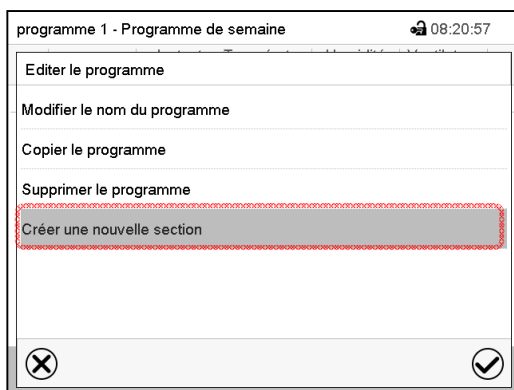 programme 1 - Programme de semaine 08:20:57
Editer le programme
Modifier le nom du programme
Copier le programme
Supprimer le programme
Créer une nouvelle section